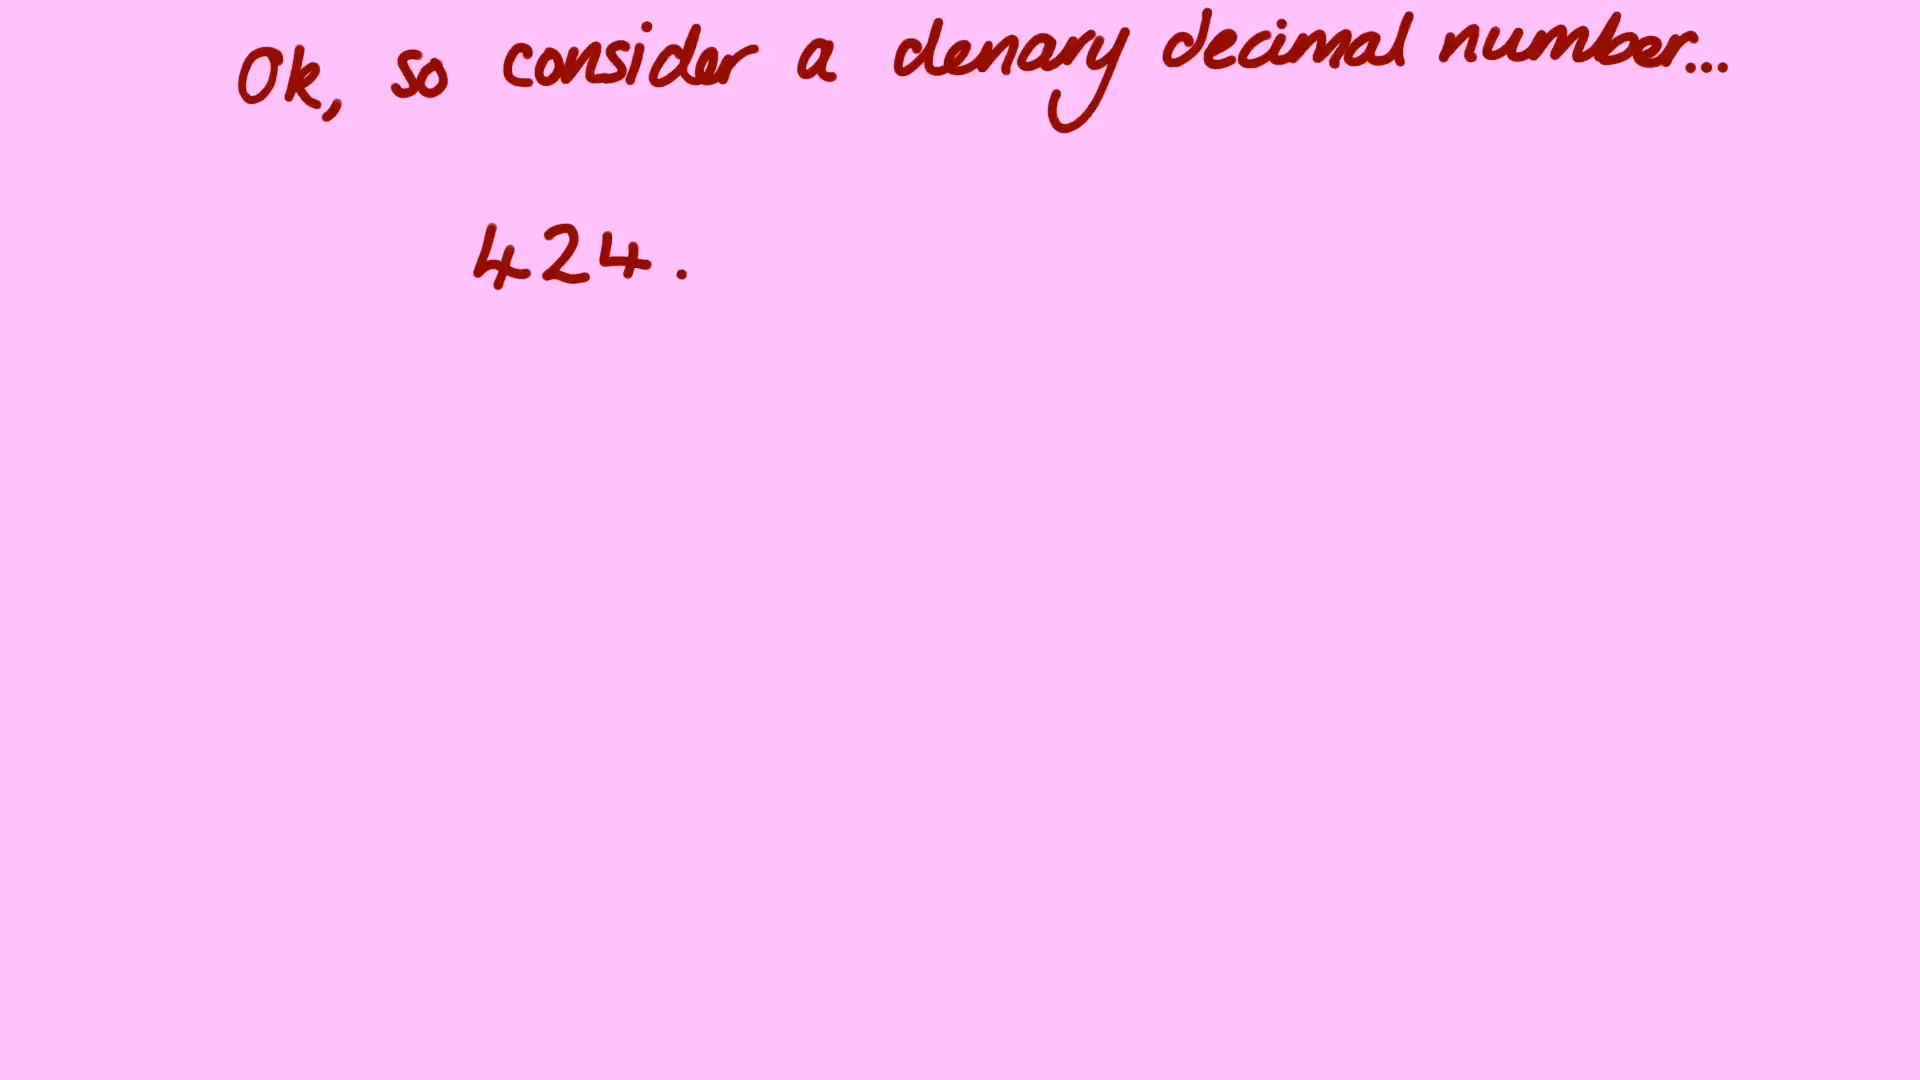 Ok, so consider a denary decimal number...
424.